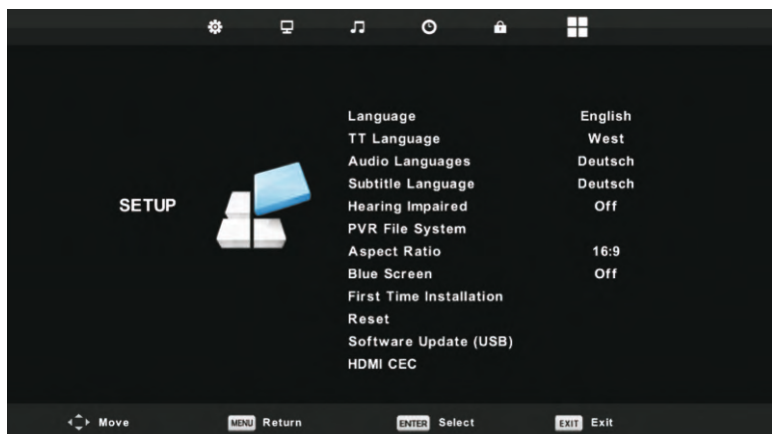 Language English
TT Language West
Audio Languages Deutsch
Subtitle Language Deutsch
SETUP
Hearing Impaired Off
PVR File System
Aspect Ratio 16:9
Blue Screen Off
First Time Installation
Reset
Software Update (USB)
HDMI CEC
Move MENU Return ENTER Select EXIT Exit